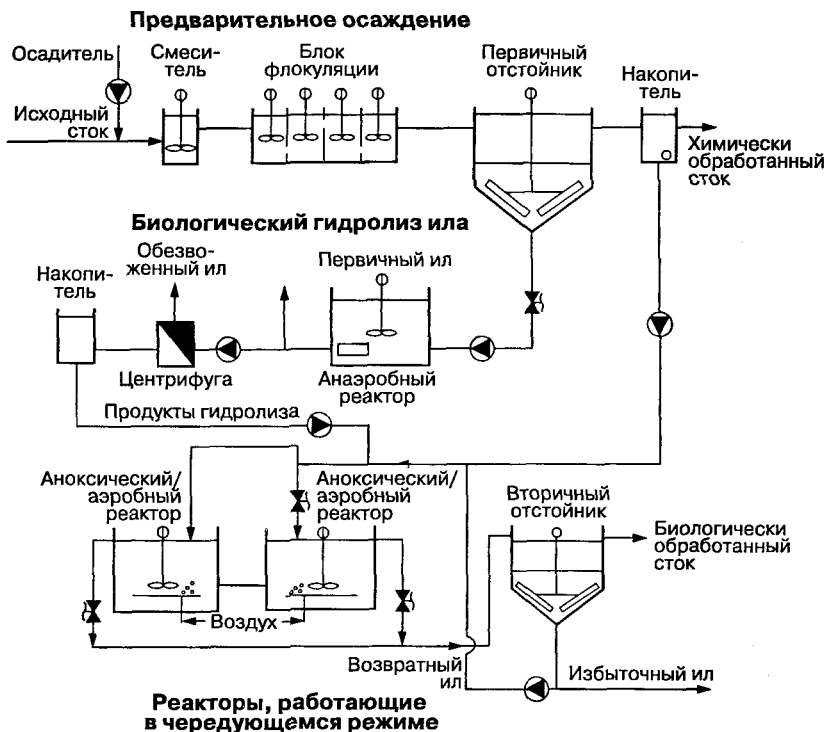 Предварительное осаждение
Осадитель
Смеси-
тель
Блок
флокуляции
Первичный
отстойник
Накопи-
тель
Исходный
сток
Химически
обработанный
сток
Биологический гидролиз ила
Накопи-
тель
Обезво-
женный ил
Первичный ил
Центрифуга
Анаэробный
реактор
Продукты гидролиза
Аноксический/
аэробный
реактор
Аноксический/
аэробный
реактор
Вторичный
отстойник
Биологически
обработанный
сток
Воздух
Возвратный
ил
Избыточный ил
Реакторы, работающие
в чередующемся режиме